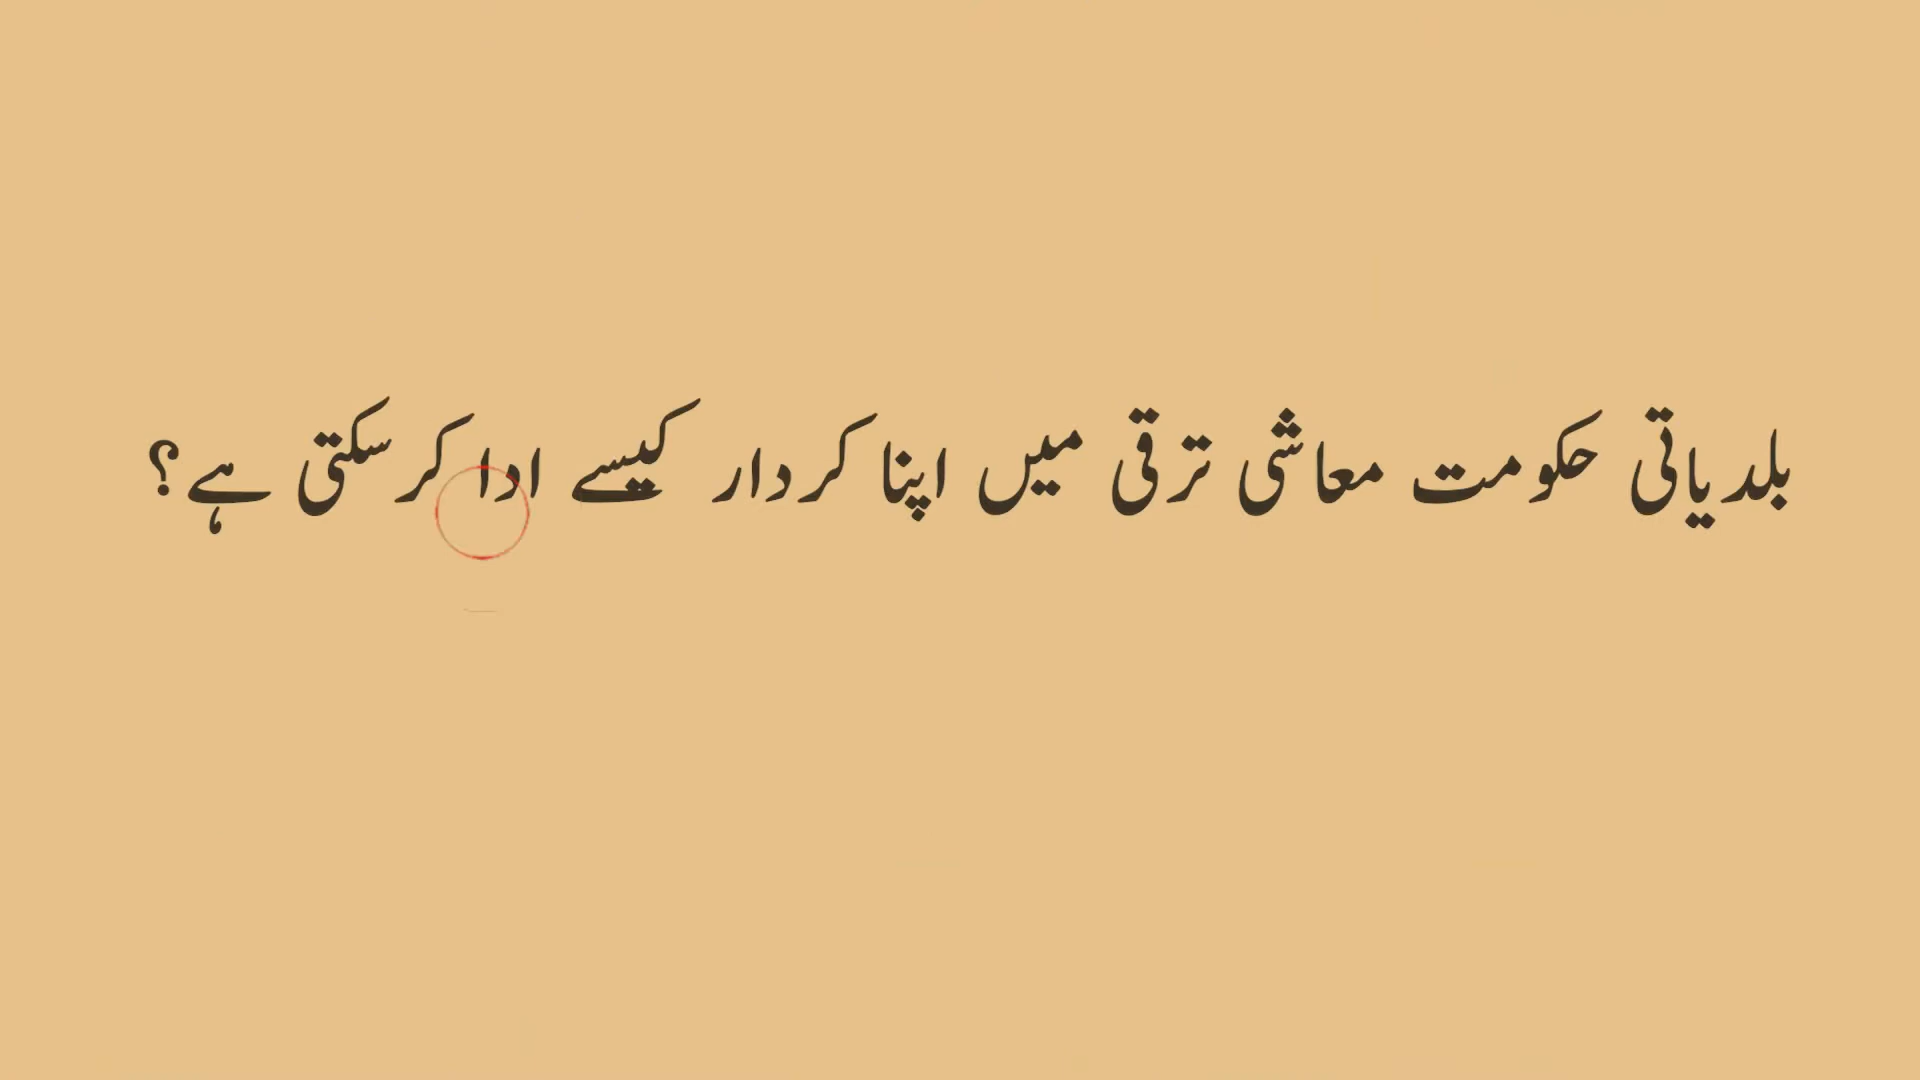 بلدیاتی حکومت معاشی ترقی میں اپنا کردار کیسے ادا کر سکتی ہے؟